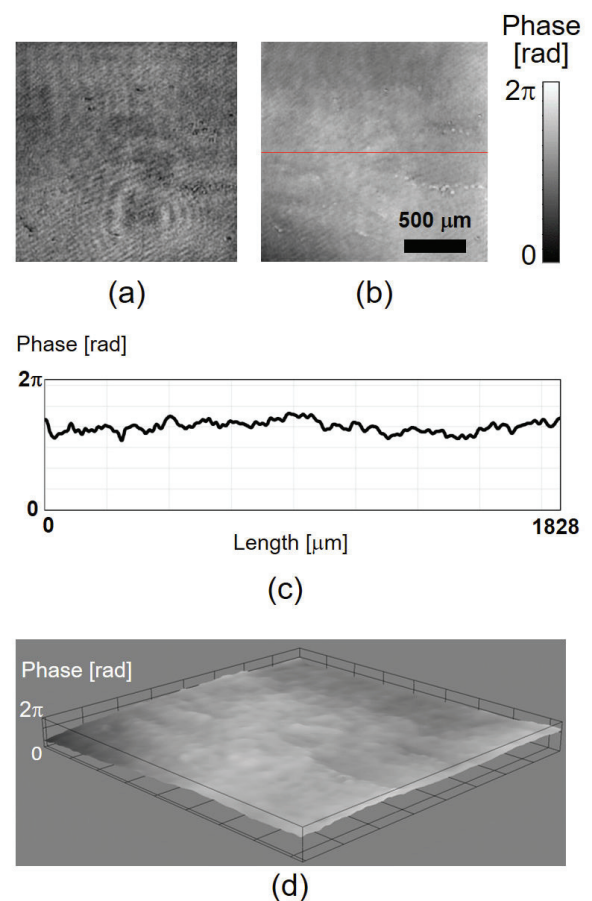 Phase
[rad]
2π
0
500 μm
(a)
(b)
Phase [rad]
2π
0
0
1828
Length [μm]
(c)
Phase [rad]
2π
0
(d)